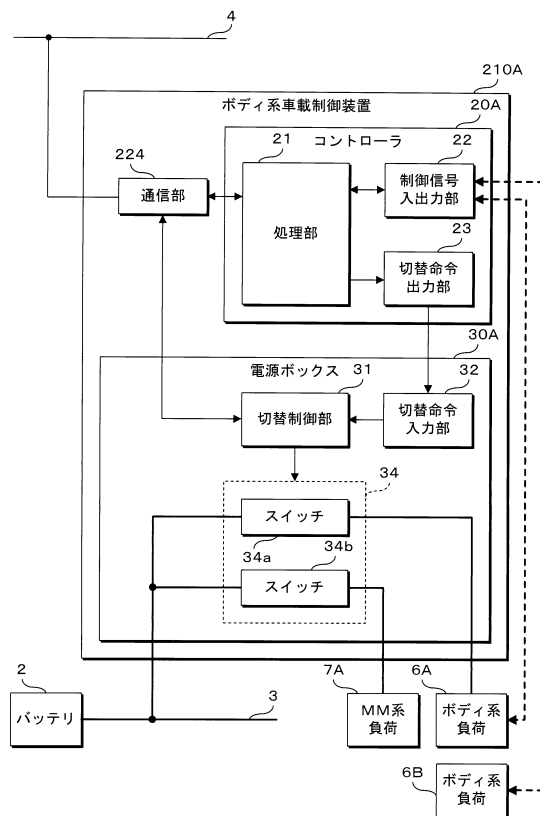 4
210A
ボディ系車載制御装置
20A
コントローラ
21
22
224
通信部
処理部
制御信号
入出力部
23
切替命令
出力部
30A
電源ボックス
31
32
切替制御部
切替命令
入力部
34
スイッチ
34a
34b
スイッチ
2
バッテリ
3
7A
MM系
負荷
6A
ボディ系
負荷
6B
ボディ系
負荷